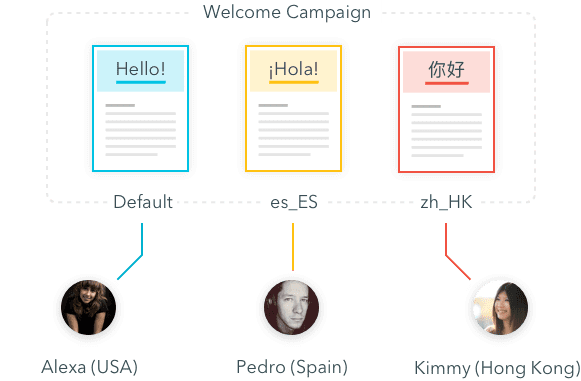 Welcome Campaign
Hello!
¡Hola!
你好
Default
es_ES
zh_HK
Alexa (USA)
Pedro (Spain)
Kimmy (Hong Kong)